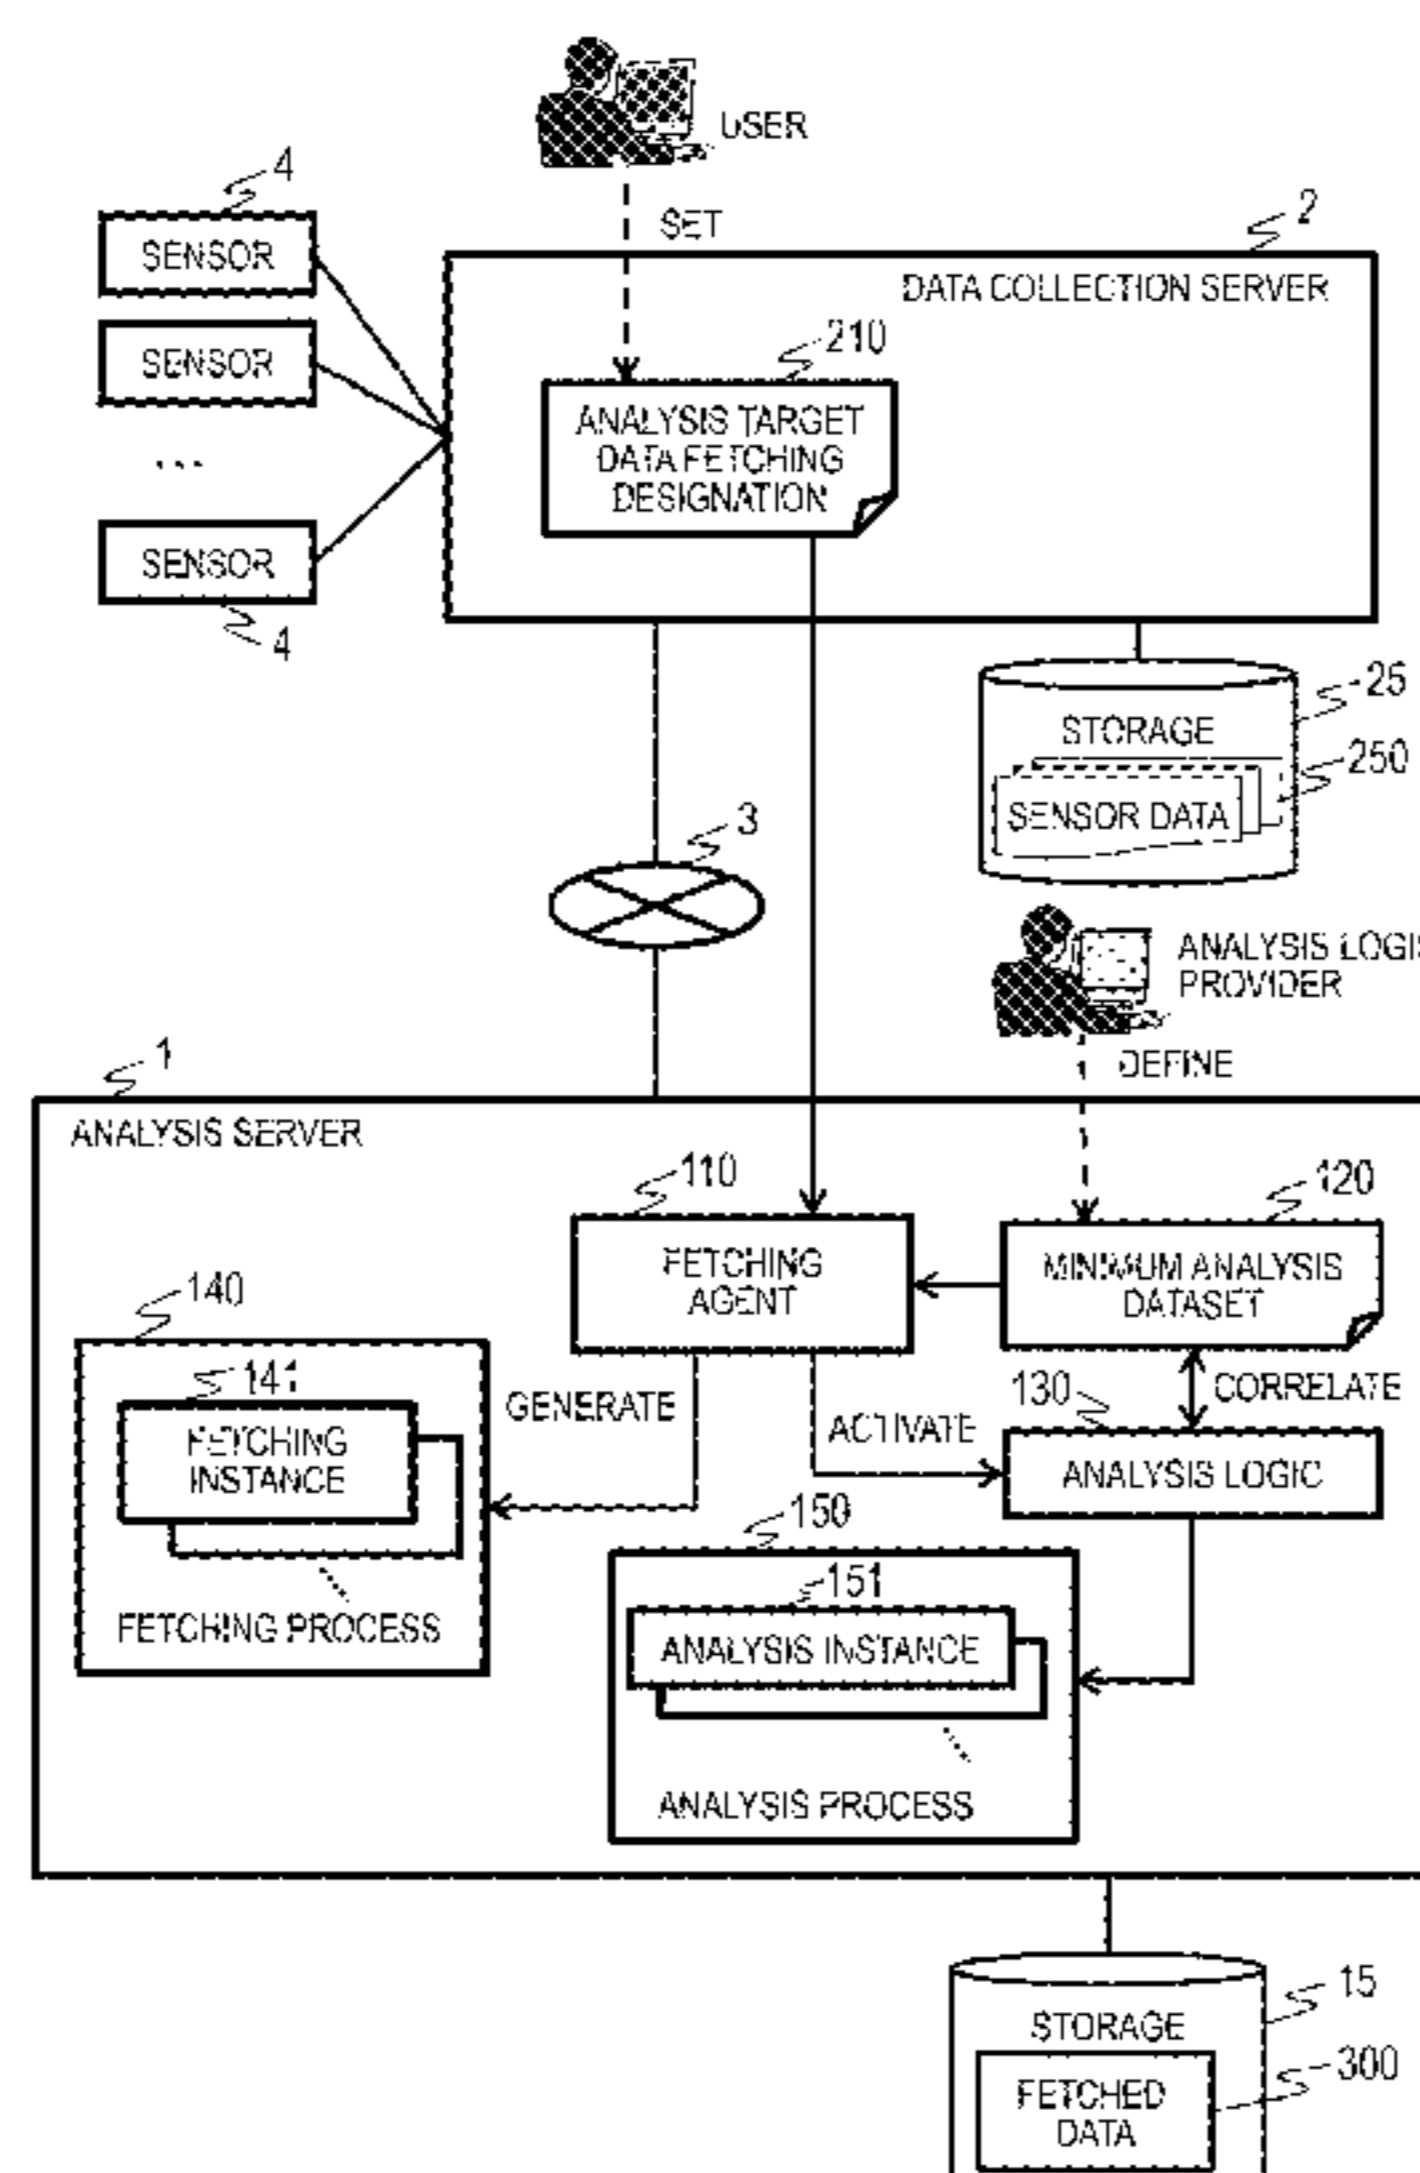 USER
4
SET
2
SENSOR
DATA COLLECTION SERVER
210
SENSOR
ANALYSIS TARGET
DATA FETCHING
DESIGNATION
...
SENSOR
4
25
STORAGE
250
SENSOR DATA
3
ANALYSIS LOGI
PROVIDER
DEFINE
1
ANALYSIS SERVER
110
120
FETCHING
AGENT
MINIMUM ANALYSIS
DATASET
140
141
GENERATE
130
CORRELATE
ACTIVATE
FETCHING
INSTANCE
ANALYSIS LOGIC
150
151
FETCHING PROCESS
ANALYSIS INSTANCE
ANALYSIS PROCESS
15
STORAGE
300
FETCHED
DATA